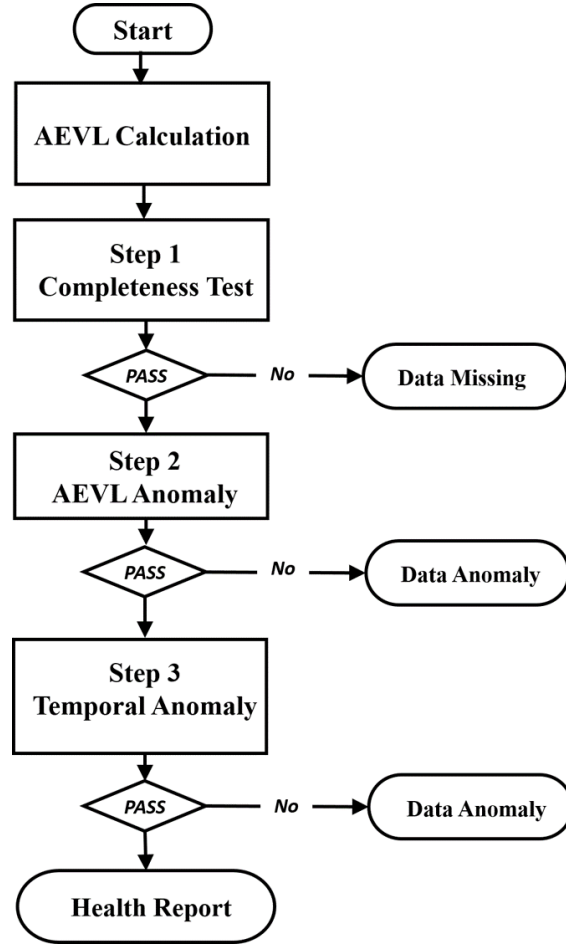 Start
AEVL Calculation
Step 1
Completeness Test
PASS
No
Data Missing
Step 2
AEVL Anomaly
PASS
No
Data Anomaly
Step 3
Temporal Anomaly
PASS
No
Data Anomaly
Health Report